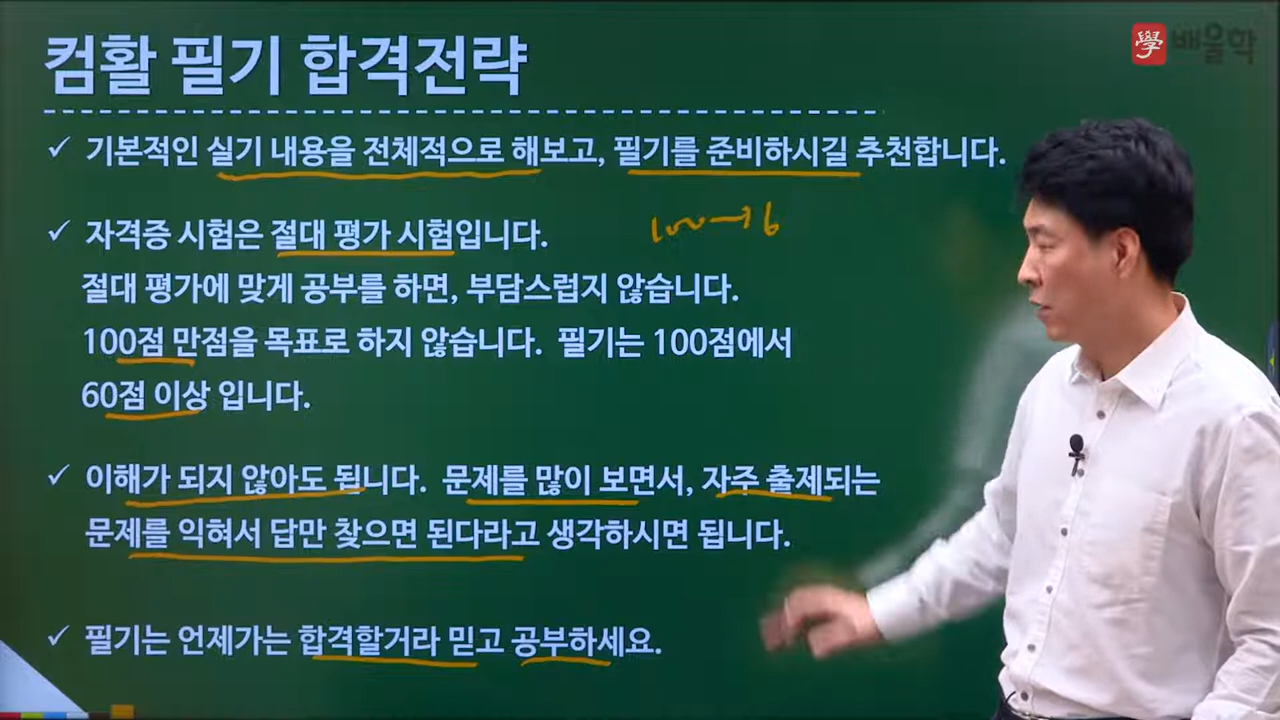 컴활 필기 합격전략
學 배울학
✓ 기본적인 실기 내용을 전체적으로 해보고, 필기를 준비하시길 추천합니다.
✓ 자격증 시험은 절대 평가 시험입니다.
100→6
절대 평가에 맞게 공부를 하면, 부담스럽지 않습니다.
100점 만점을 목표로 하지 않습니다. 필기는 100점에서
60점 이상 입니다.
✓ 이해가 되지 않아도 됩니다. 문제를 많이 보면서, 자주 출제되는
문제를 익혀서 답만 찾으면 된다라고 생각하시면 됩니다.
✓ 필기는 언제가는 합격할거라 믿고 공부하세요.